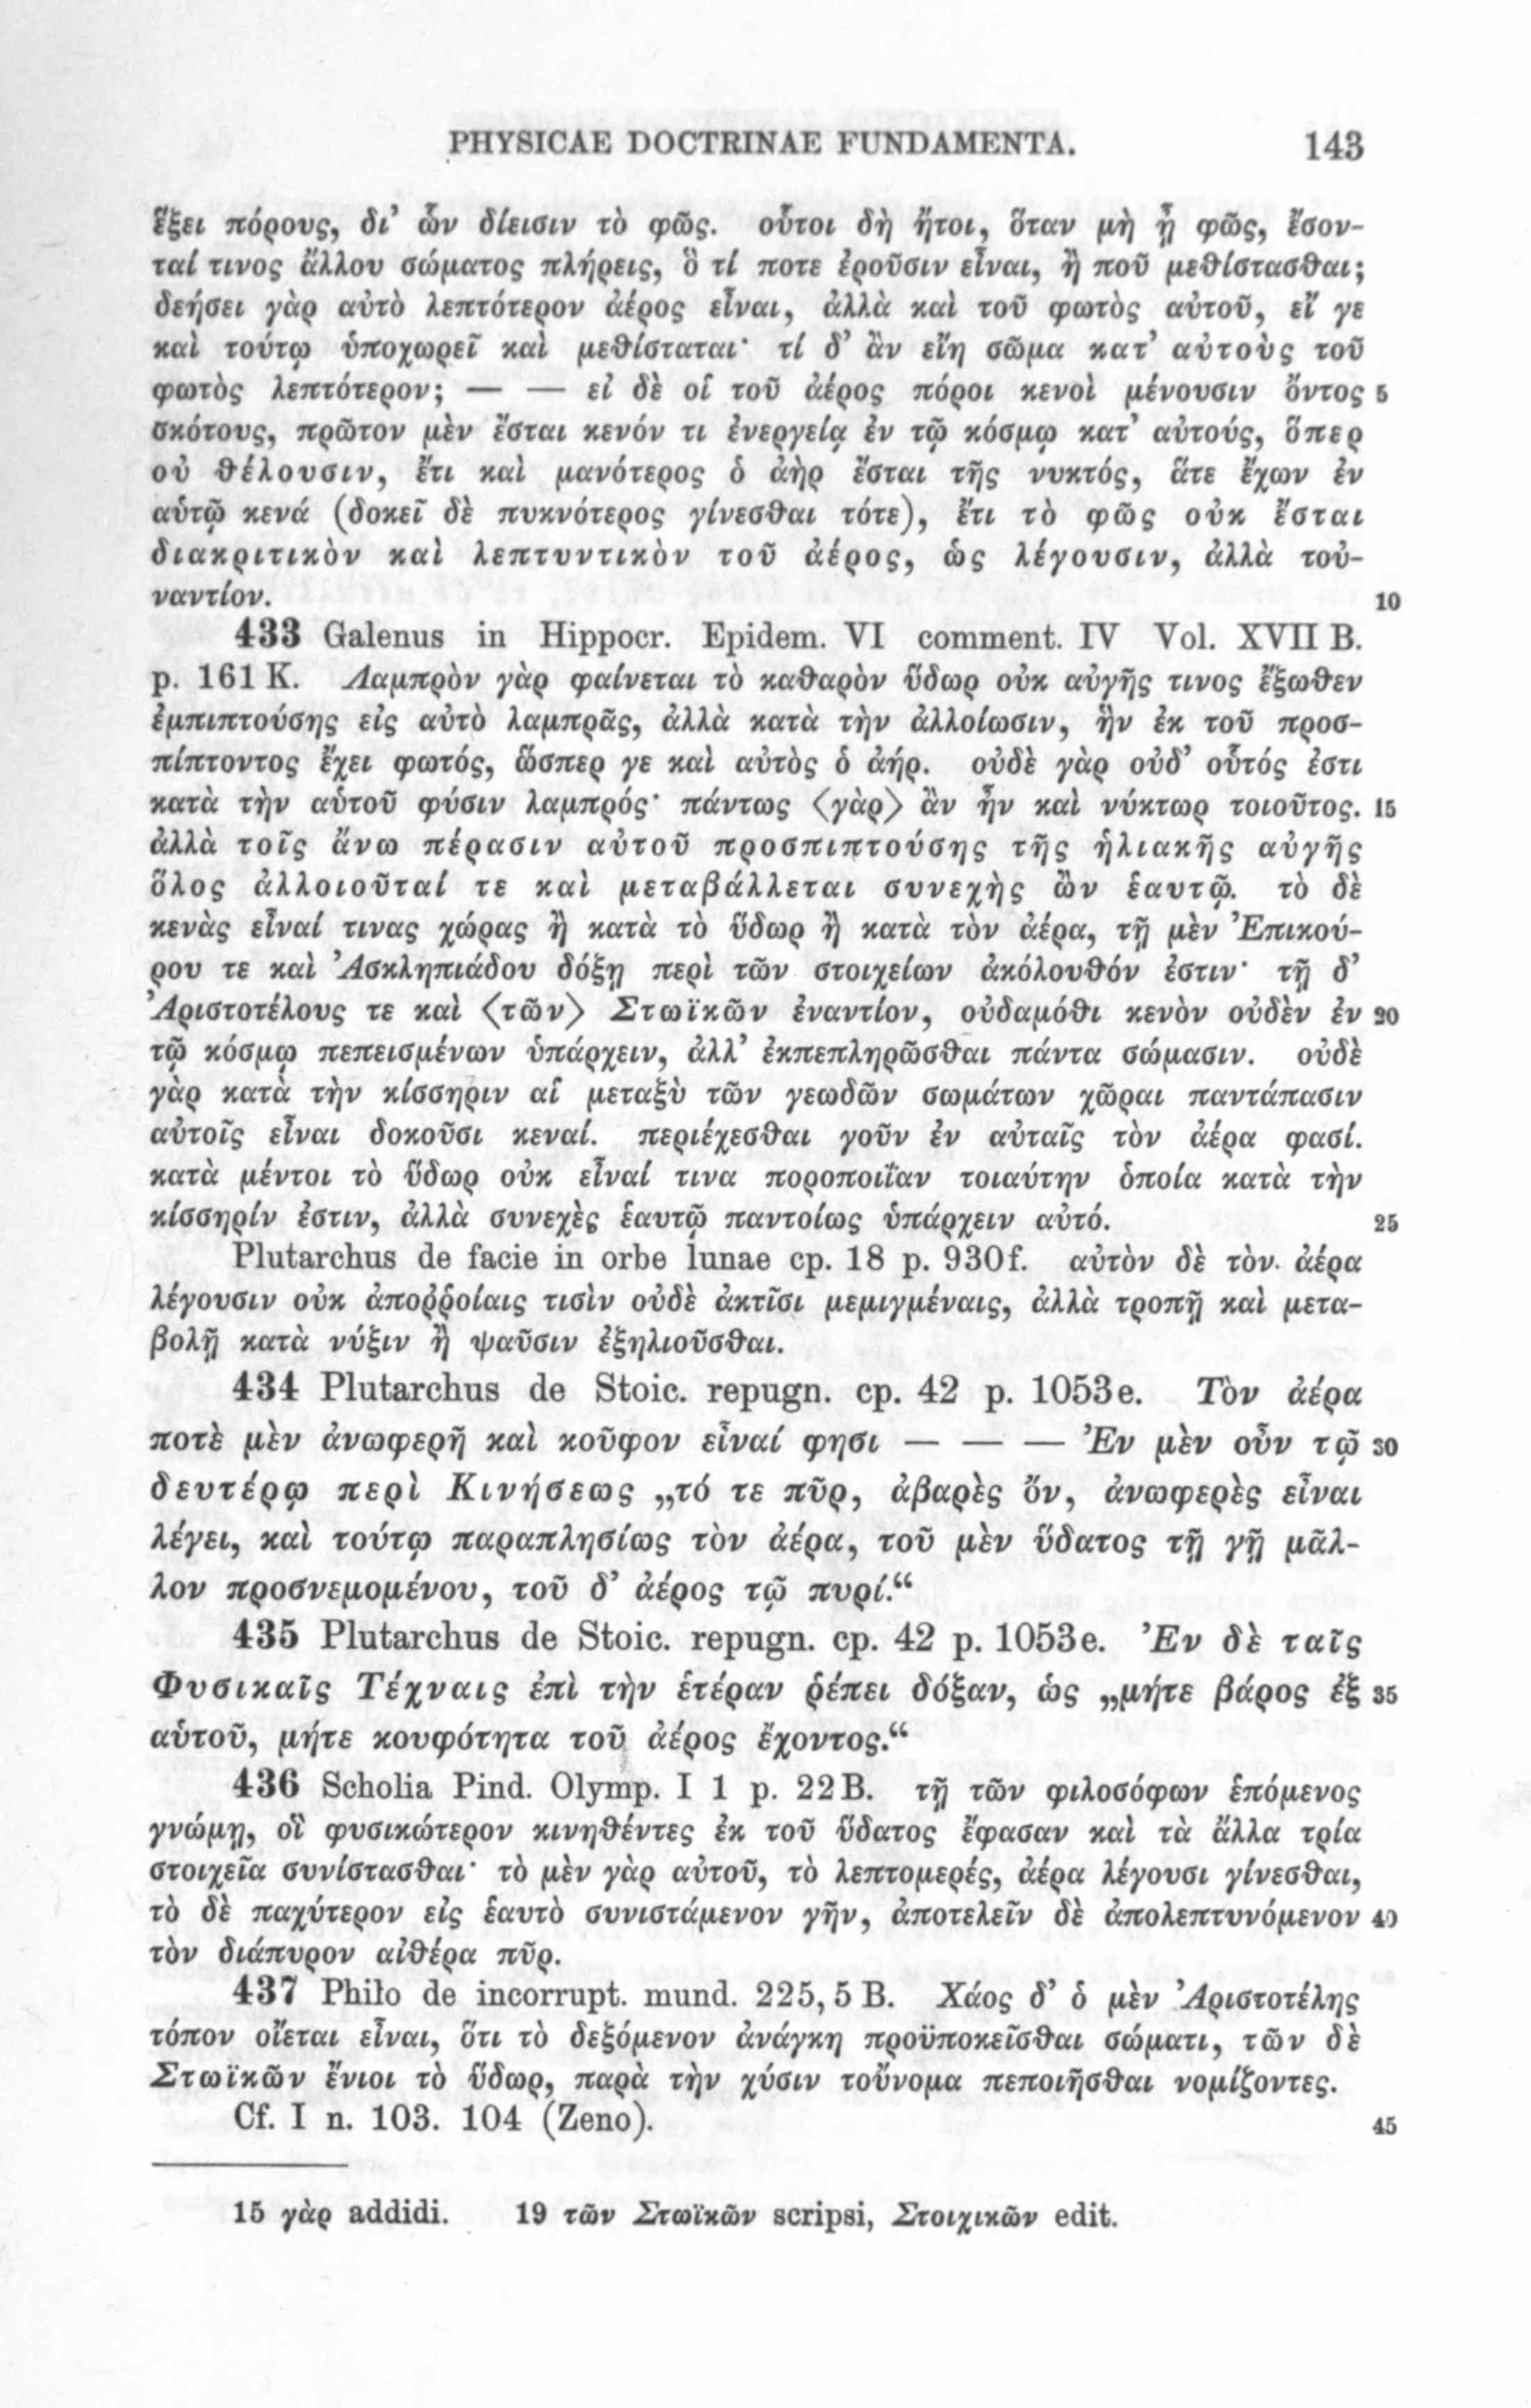 PHYSICAE DOCTRINAE FUNDAMENTA. 143
ἕξει πόρους, δι’ ὧν δίεισιν τὸ φῶς. οὗτοι δὴ ἤτοι, ὅταν μὴ ᾖ φῶς, ἔσον-
ταί τινος ἄλλου σώματος πλήρεις, ὃ τί ποτε ἐροῦσιν εἶναι, ἢ ποῦ μεθίστασθαι;
δεήσει γὰρ αὐτὸ λεπτότερον ἀέρος εἶναι, ἀλλὰ καὶ τοῦ φωτὸς αὐτοῦ, εἴ γε
καὶ τούτῳ ὑποχωρεῖ καὶ μεθίσταται· τί δ’ ἂν εἴη σῶμα κατ’ αὐτοὺς τοῦ
φωτὸς λεπτότερον; — — εἰ δὲ οἱ τοῦ ἀέρος πόροι κενοὶ μένουσιν ὄντος 5
σκότους, πρῶτον μὲν ἔσται κενόν τι ἐνεργείᾳ ἐν τῷ κόσμῳ κατ’ αὐτούς, ὅπερ
οὐ θέλουσιν, ἔτι καὶ μανότερος ὁ ἀὴρ ἔσται τῆς νυκτός, ἅτε ἔχων ἐν
αὑτῷ κενά (δοκεῖ δὲ πυκνότερος γίνεσθαι τότε), ἔτι τὸ φῶς οὐκ ἔσται
διακριτικὸν καὶ λεπτυντικὸν τοῦ ἀέρος, ὡς λέγουσιν, ἀλλὰ τοὐ-
ναντίον. 10
433 Galenus in Hippocr. Epidem. VI comment. IV Vol. XVII B.
p. 161 K. Λαμπρὸν γὰρ φαίνεται τὸ καθαρὸν ὕδωρ οὐκ αὐγῆς τινος ἔξωθεν
ἐμπιπτούσης εἰς αὐτὸ λαμπρᾶς, ἀλλὰ κατὰ τὴν ἀλλοίωσιν, ἣν ἐκ τοῦ προσ-
πίπτοντος ἔχει φωτός, ὥσπερ γε καὶ αὐτὸς ὁ ἀήρ. οὐδὲ γὰρ οὐδ’ οὗτός ἐστι
κατὰ τὴν αὑτοῦ φύσιν λαμπρός· πάντως ⟨γὰρ⟩ ἂν ἦν καὶ νύκτωρ τοιοῦτος. 15
ἀλλὰ τοῖς ἄνω πέρασιν αὐτοῦ προσπιπτούσης τῆς ἡλιακῆς αὐγῆς
ὅλος ἀλλοιοῦταί τε καὶ μεταβάλλεται συνεχὴς ὢν ἑαυτῷ. τὸ δὲ
κενὰς εἶναί τινας χώρας ἢ κατὰ τὸ ὕδωρ ἢ κατὰ τὸν ἀέρα, τῇ μὲν Ἐπικού-
ρου τε καὶ Ἀσκληπιάδου δόξῃ περὶ τῶν στοιχείων ἀκόλουθόν ἐστιν· τῇ δ’
Ἀριστοτέλους τε καὶ ⟨τῶν⟩ Στωϊκῶν ἐναντίον, οὐδαμόθι κενὸν οὐδὲν ἐν 20
τῷ κόσμῳ πεπεισμένων ὑπάρχειν, ἀλλ’ ἐκπεπληρῶσθαι πάντα σώμασιν. οὐδὲ
γὰρ κατὰ τὴν κίσσηριν αἱ μεταξὺ τῶν γεωδῶν σωμάτων χῶραι παντάπασιν
αὐτοῖς εἶναι δοκοῦσι κεναί. περιέχεσθαι γοῦν ἐν αὐταῖς τὸν ἀέρα φασί.
κατὰ μέντοι τὸ ὕδωρ οὐκ εἶναί τινα ποροποιΐαν τοιαύτην ὁποία κατὰ τὴν
κίσσηρίν ἐστιν, ἀλλὰ συνεχὲς ἑαυτῷ παντοίως ὑπάρχειν αὐτό. 25
Plutarchus de facie in orbe lunae cp. 18 p. 930f. αὐτὸν δὲ τὸν ἀέρα
λέγουσιν οὐκ ἀποῤῥοίαις τισὶν οὐδὲ ἀκτῖσι μεμιγμέναις, ἀλλὰ τροπῇ καὶ μετα-
βολῇ κατὰ νύξιν ἢ ψαῦσιν ἐξηλιοῦσθαι.
434 Plutarchus de Stoic. repugn. cp. 42 p. 1053e. Τὸν ἀέρα
ποτὲ μὲν ἀνωφερῆ καὶ κοῦφον εἶναί φησι — — — Ἐν μὲν οὖν τῷ 30
δευτέρῳ περὶ Κινήσεως „τό τε πῦρ, ἀβαρὲς ὄν, ἀνωφερὲς εἶναι
λέγει, καὶ τούτῳ παραπλησίως τὸν ἀέρα, τοῦ μὲν ὕδατος τῇ γῇ μᾶλ-
λον προσνεμομένου, τοῦ δ’ ἀέρος τῷ πυρί.“
435 Plutarchus de Stoic. repugn. cp. 42 p. 1053e. Ἐν δὲ ταῖς
Φυσικαῖς Τέχναις ἐπὶ τὴν ἑτέραν ῥέπει δόξαν, ὡς „μήτε βάρος ἐξ 35
αὑτοῦ, μήτε κουφότητα τοῦ ἀέρος ἔχοντος.“
436 Scholia Pind. Olymp. I 1 p. 22B. τῇ τῶν φιλοσόφων ἑπόμενος
γνώμῃ, οἳ φυσικώτερον κινηθέντες ἐκ τοῦ ὕδατος ἔφασαν καὶ τὰ ἄλλα τρία
στοιχεῖα συνίστασθαι· τὸ μὲν γὰρ αὐτοῦ, τὸ λεπτομερές, ἀέρα λέγουσι γίνεσθαι,
τὸ δὲ παχύτερον εἰς ἑαυτὸ συνιστάμενον γῆν, ἀποτελεῖν δὲ ἀπολεπτυνόμενον 40
τὸν διάπυρον αἰθέρα πῦρ.
437 Philo de incorrupt. mund. 225, 5 B. Χάος δ’ ὁ μὲν Ἀριστοτέλης
τόπον οἴεται εἶναι, ὅτι τὸ δεξόμενον ἀνάγκη προϋποκεῖσθαι σώματι, τῶν δὲ
Στωϊκῶν ἔνιοι τὸ ὕδωρ, παρὰ τὴν χύσιν τοὔνομα πεποιῆσθαι νομίζοντες.
Cf. I n. 103. 104 (Zeno). 45
15 γὰρ addidi. 19 τῶν Στωϊκῶν scripsi, Στοιχικῶν edit.